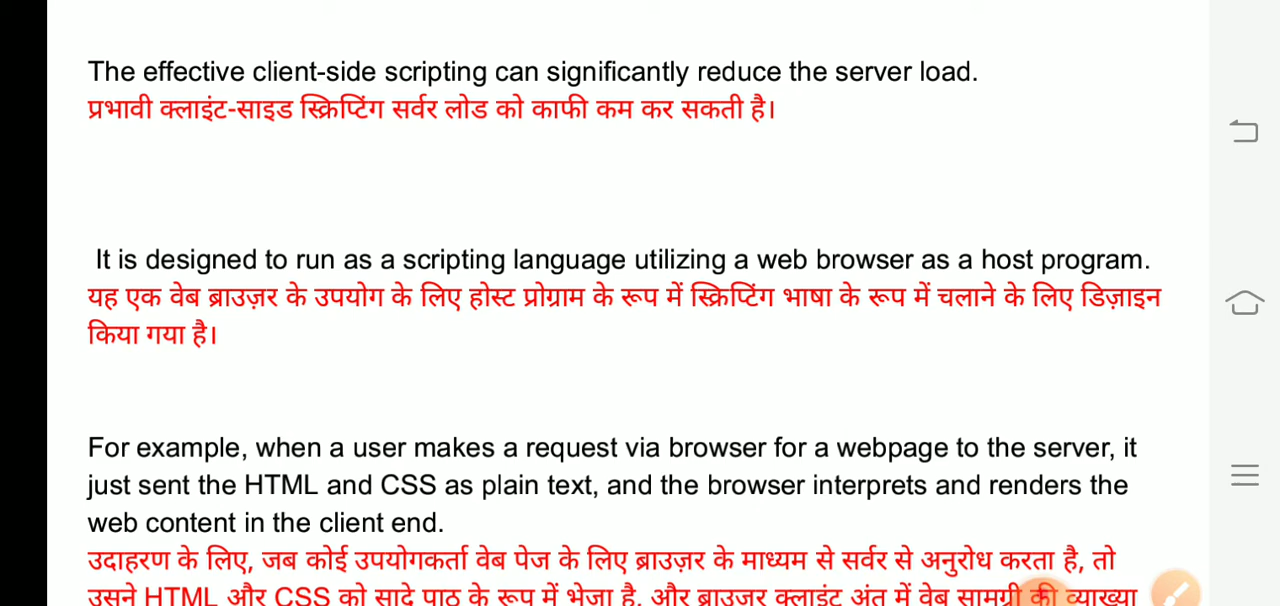 The effective client-side scripting can significantly reduce the server load.
प्रभावी क्लाइंट-साइड स्क्रिप्टिंग सर्वर लोड को काफी कम कर सकती है।
It is designed to run as a scripting language utilizing a web browser as a host program.
यह एक वेब ब्राउज़र के उपयोग के लिए होस्ट प्रोग्राम के रूप में स्क्रिप्टिंग भाषा के रूप में चलाने के लिए डिज़ाइन
किया गया है।
For example, when a user makes a request via browser for a webpage to the server, it
just sent the HTML and CSS as plain text, and the browser interprets and renders the
web content in the client end.
उदाहरण के लिए, जब कोई उपयोगकर्ता वेब पेज के लिए ब्राउज़र के माध्यम से सर्वर से अनुरोध करता है, तो
उसने HTML और CSS को सादे पाठ के रूप में भेजा है, और ब्राउजर क्लाइंट अंत में वेब सामग्री की व्याख्या